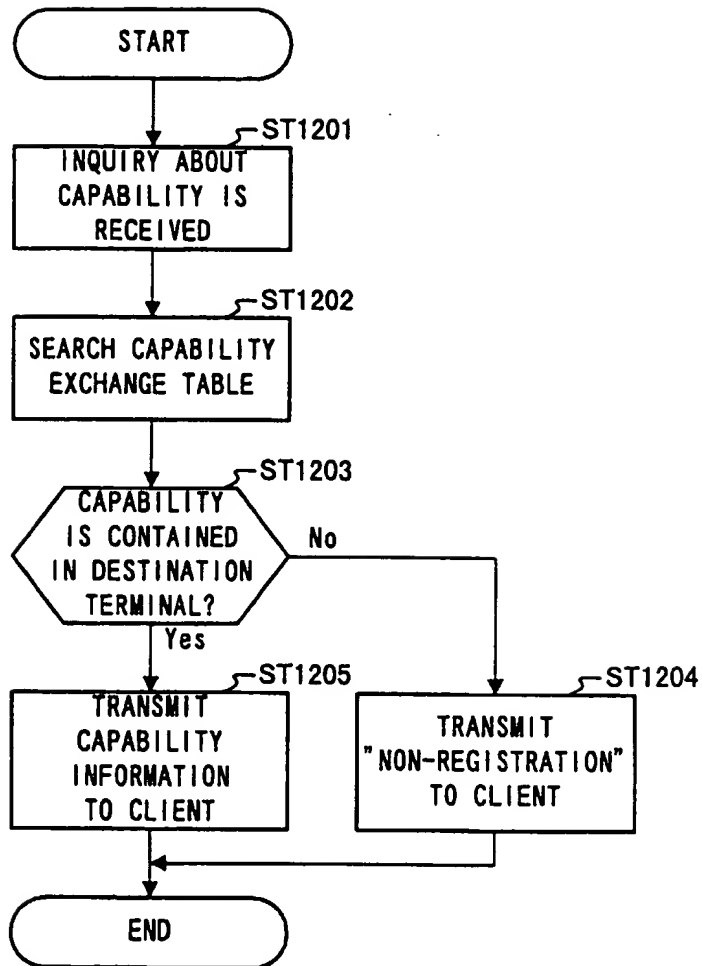 START
ST1201
INQUIRY ABOUT
CAPABILITY IS
RECEIVED
ST1202
SEARCH CAPABILITY
EXCHANGE TABLE
ST1203
CAPABILITY
IS CONTAINED
IN DESTINATION
TERMINAL?
No
Yes
ST1205
TRANSMIT
CAPABILITY
INFORMATION
TO CLIENT
ST1204
TRANSMIT
"NON-REGISTRATION"
TO CLIENT
END